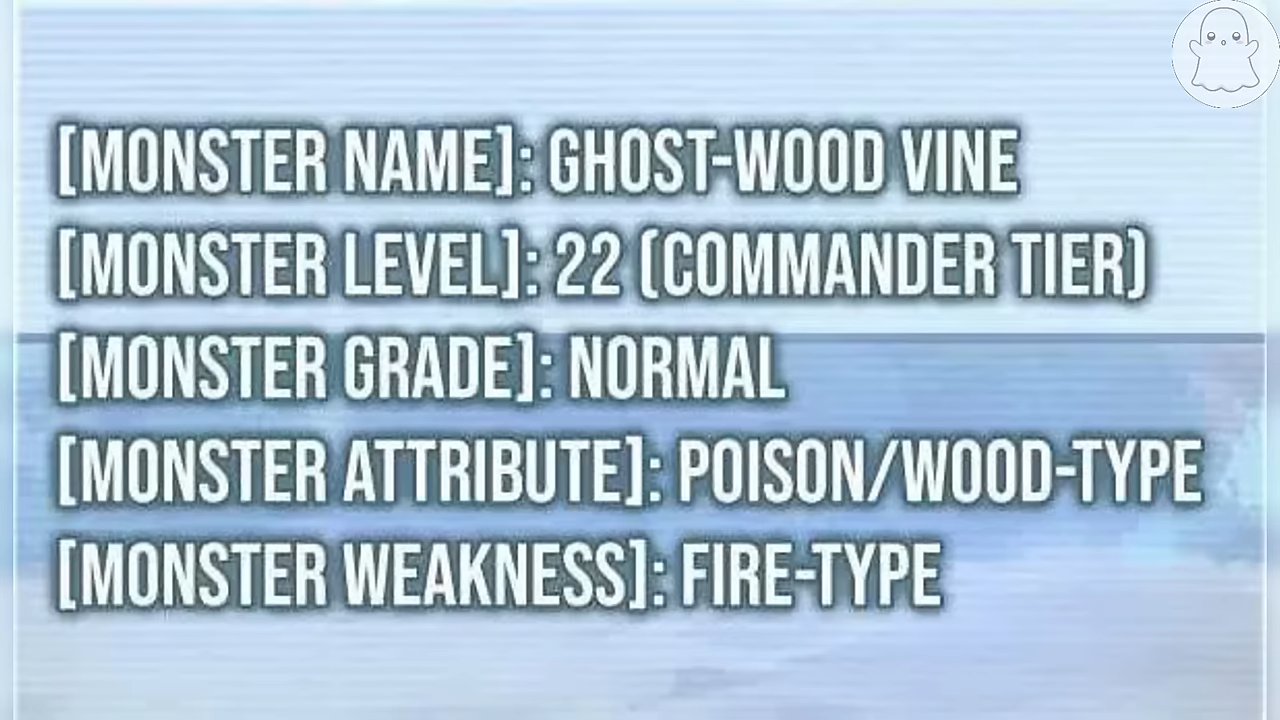 [MONSTER NAME]: GHOST-WOOD VINE
[MONSTER LEVEL]: 22 (COMMANDER TIER)
[MONSTER GRADE]: NORMAL
[MONSTER ATTRIBUTE]: POISON/WOOD-TYPE
[MONSTER WEAKNESS]: FIRE-TYPE